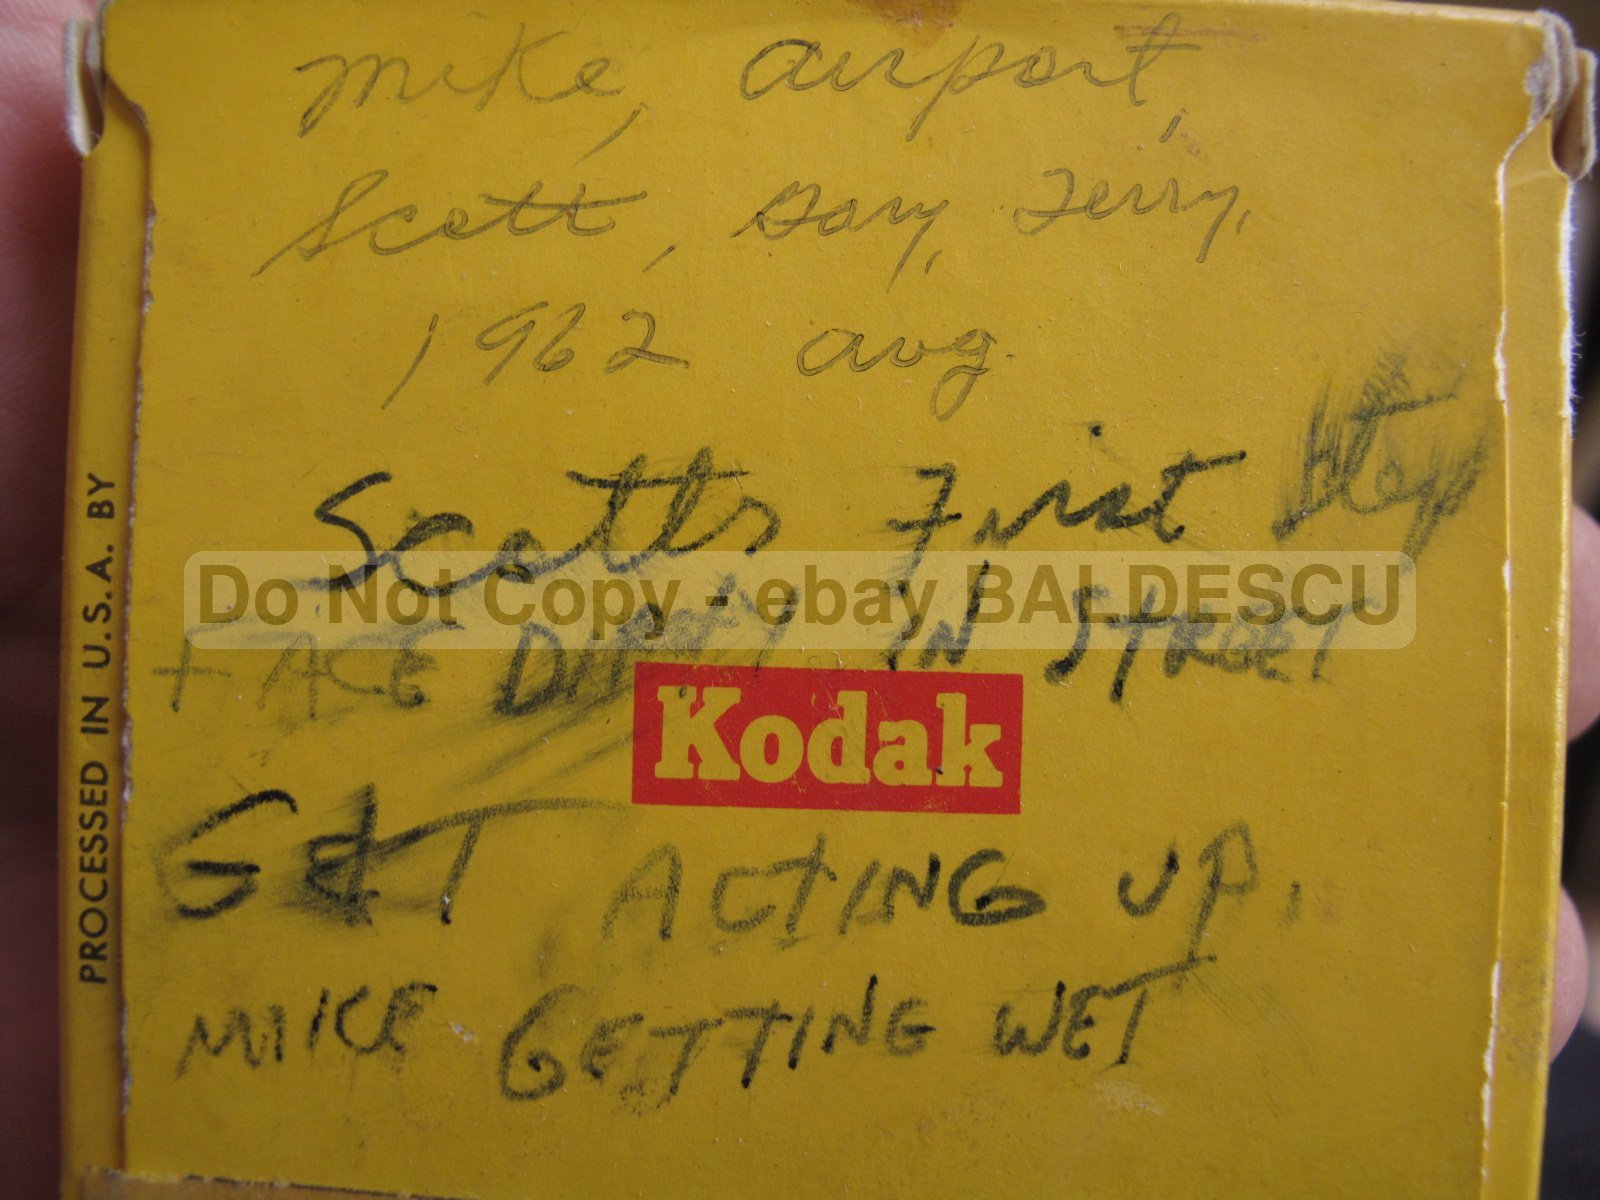 Mike, airport,
Scott, Gary, Terry,
1962 aug.
Scotts First Step
FACE DIRTY IN STREET
Do Not Copy - ebay BALDESCU
Kodak
G&T ACTING UP.
MIKE GETTING WET
PROCESSED IN U.S.A. BY